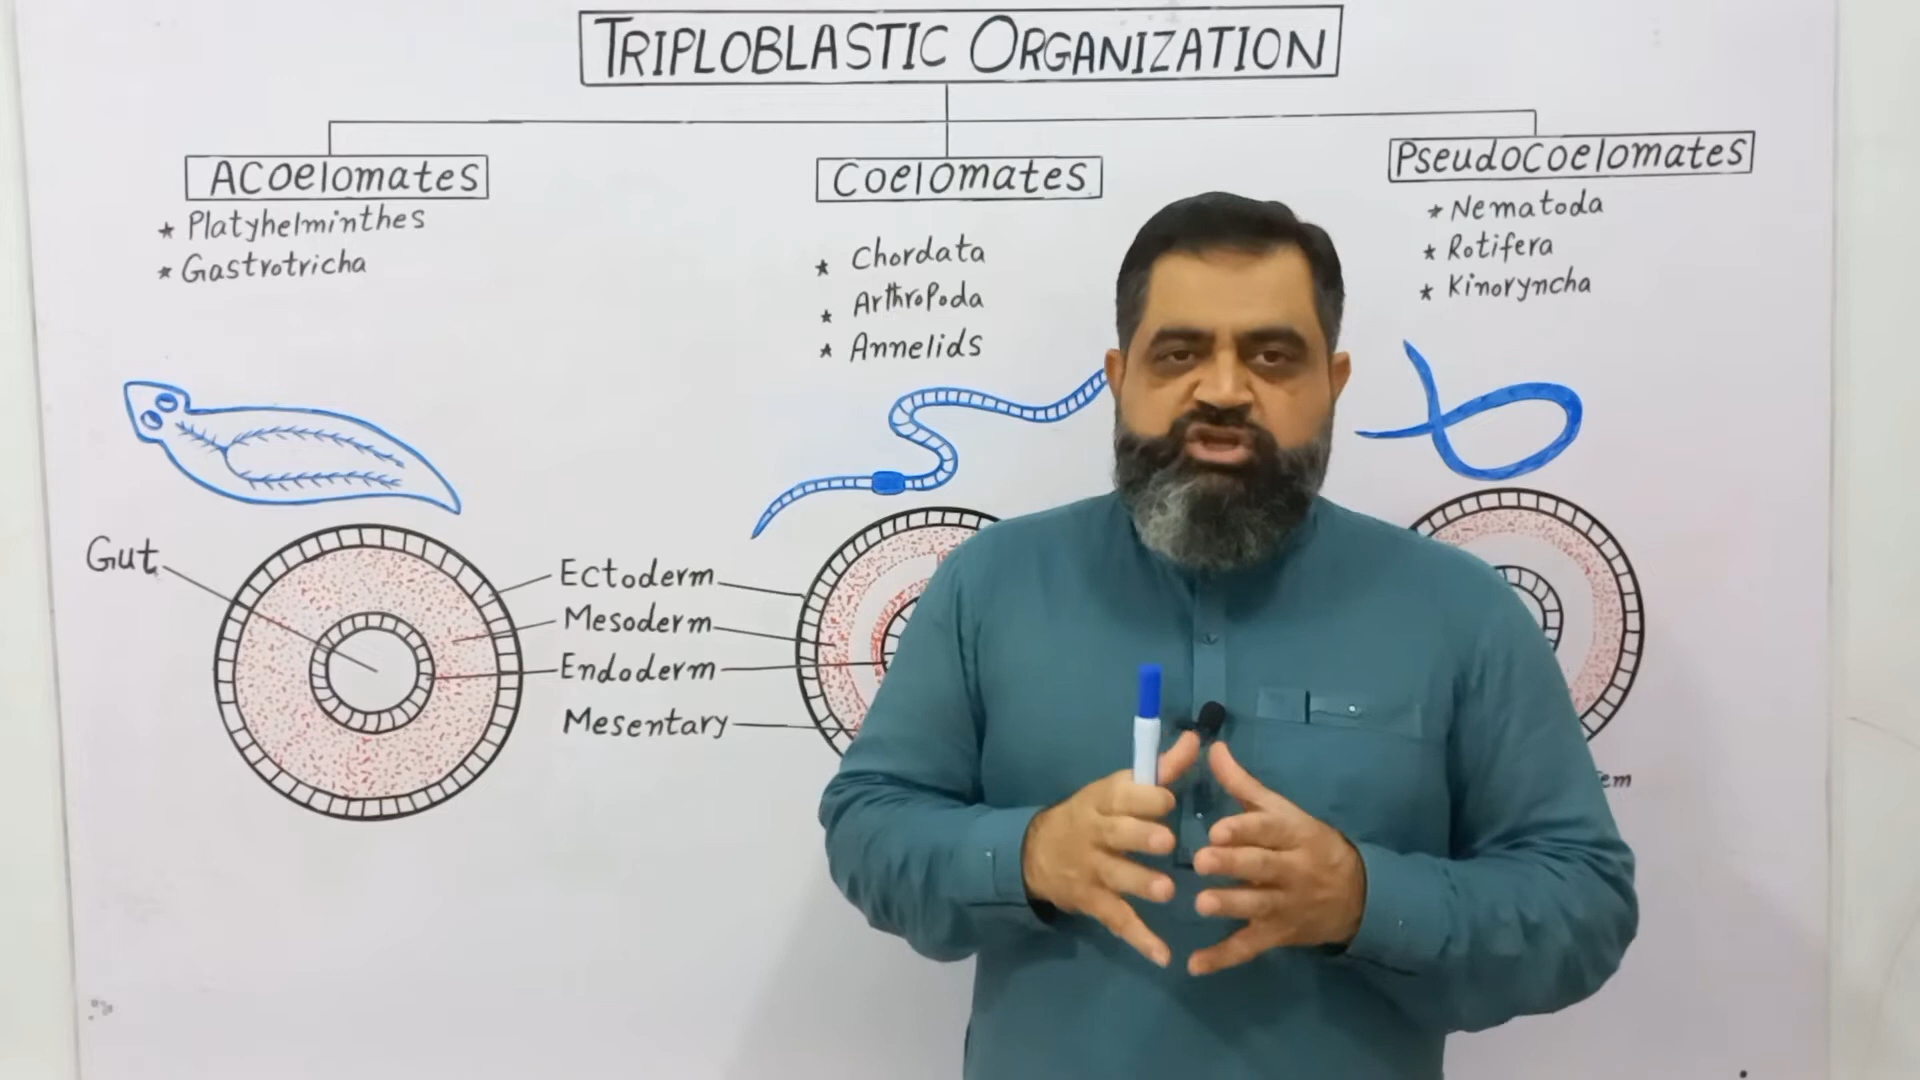 TRIPLOBLASTIC ORGANIZATION
ACoelomates
* Platyhelminthes
* Gastrotricha
Coelomates
* Chordata
* Arthropoda
* Annelids
Pseudocoelomates
* Nematoda
* Rotifera
* Kinoryncha
Gut
Ectoderm
Mesoderm
Endoderm
Mesentary